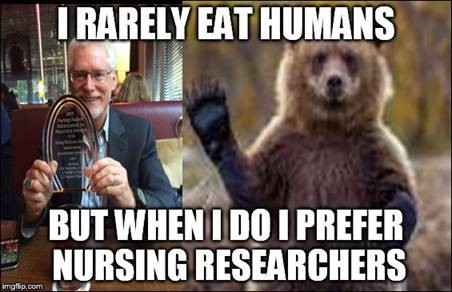 I RARELY EAT HUMANS
BUT WHEN I DO I PREFER
NURSING RESEARCHERS
imgflip.com